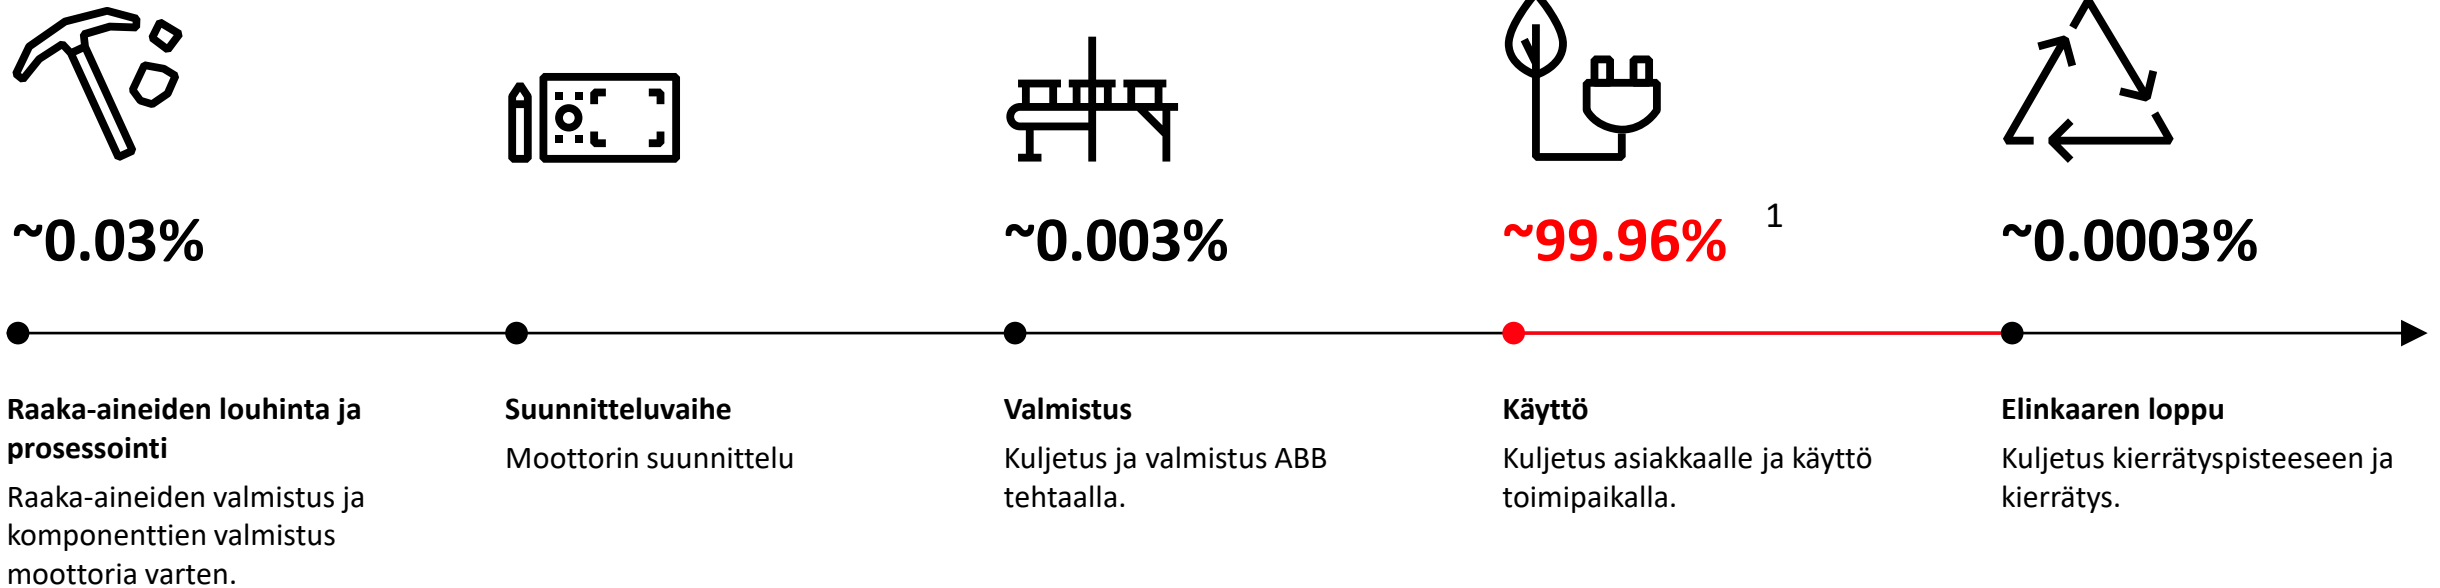 ~0.03%
~0.003%
~99.96% 1
~0.0003%
Raaka-aineiden louhinta ja
prosessointi
Raaka-aineiden valmistus ja
komponenttien valmistus
moottoria varten.
Suunnitteluvaihe
Moottorin suunnittelu
Valmistus
Kuljetus ja valmistus ABB
tehtaalla.
Käyttö
Kuljetus asiakkaalle ja käyttö
toimipaikalla.
Elinkaaren loppu
Kuljetus kierrätyspisteeseen ja
kierrätys.